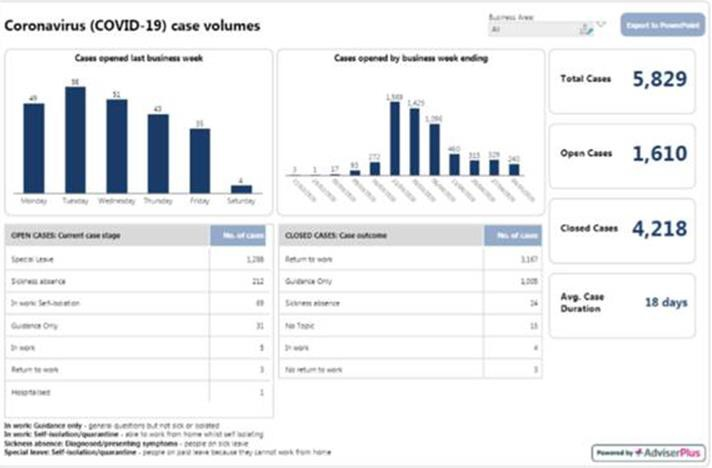 Coronavirus (COVID-19) case volumes
Business Area:
All
Export to PowerPoint
Cases opened last business week
49
58
51
43
35
4
Monday Tuesday Wednesday Thursday Friday Saturday
Cases opened by business week ending
1 17 93 272
1,425
1,096
460 315 329 240
Total Cases 5,829
Open Cases 1,610
Closed Cases 4,218
Avg. Case
Duration
18 days
OPEN CASES: Current case stage No. of cases
Special Leave
Sickness absence 212
In work: Self-isolation 69
Guidance Only 31
In work 5
Return to work 3
Hospitalised 1
CLOSED CASES: Case outcome No. of cases
Return to work 3,167
Guidance Only
Sickness absence 24
No Topic 15
In work 4
No return to work 3
In work: Guidance only - general questions but not sick or isolated
In work: Self-isolation/quarantine - able to work from home whilst self isolating
Sickness absence: Diagnosed/presenting symptoms - people on sick leave
Special leave: Self-isolation/quarantine - people on paid leave because they cannot work from home
Powered by AdviserPlus